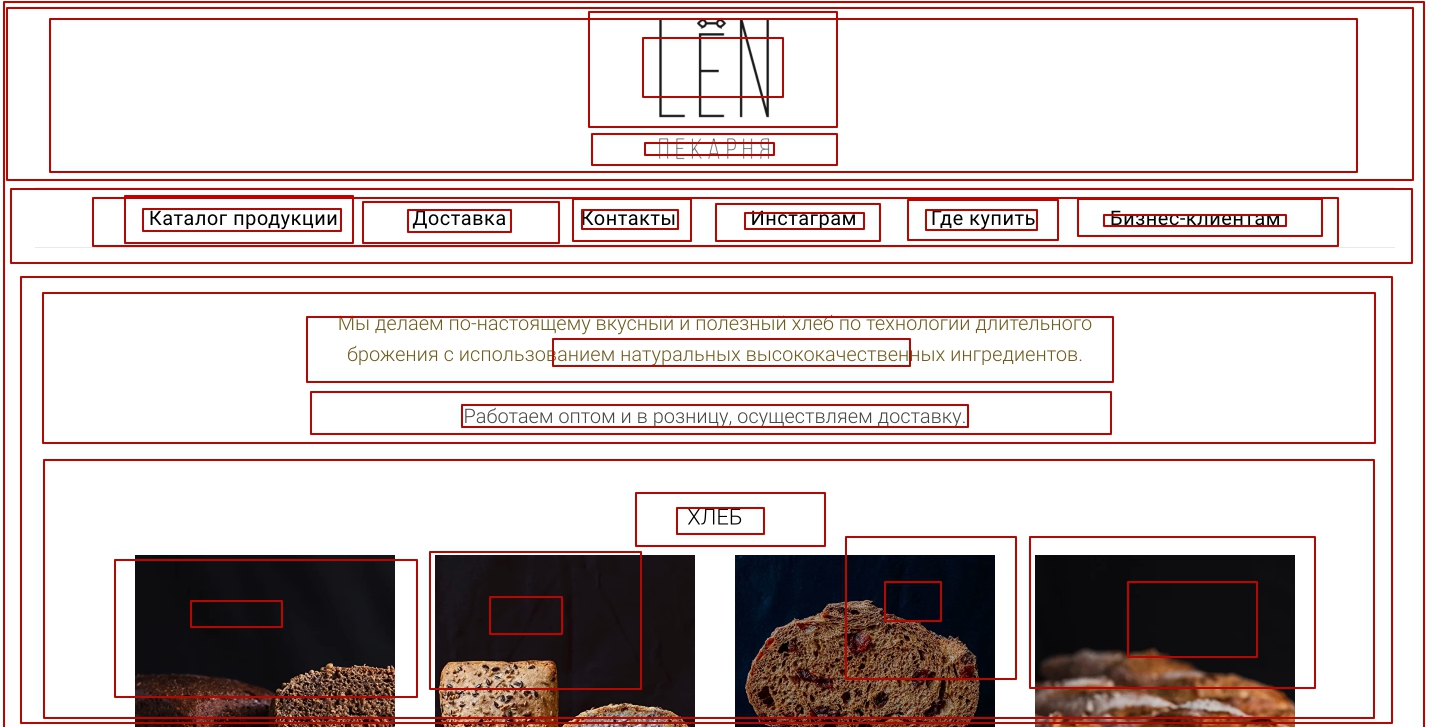 LЁN
ПЕКАРНЯ
Каталог продукции Доставка Контакты Инстаграм Где купить Бизнес-клиентам
Мы делаем по-настоящему вкусный и полезный хлеб по технологии длительного
брожения с использованием натуральных высококачественных ингредиентов.
Работаем оптом и в розницу, осуществляем доставку.
ХЛЕБ